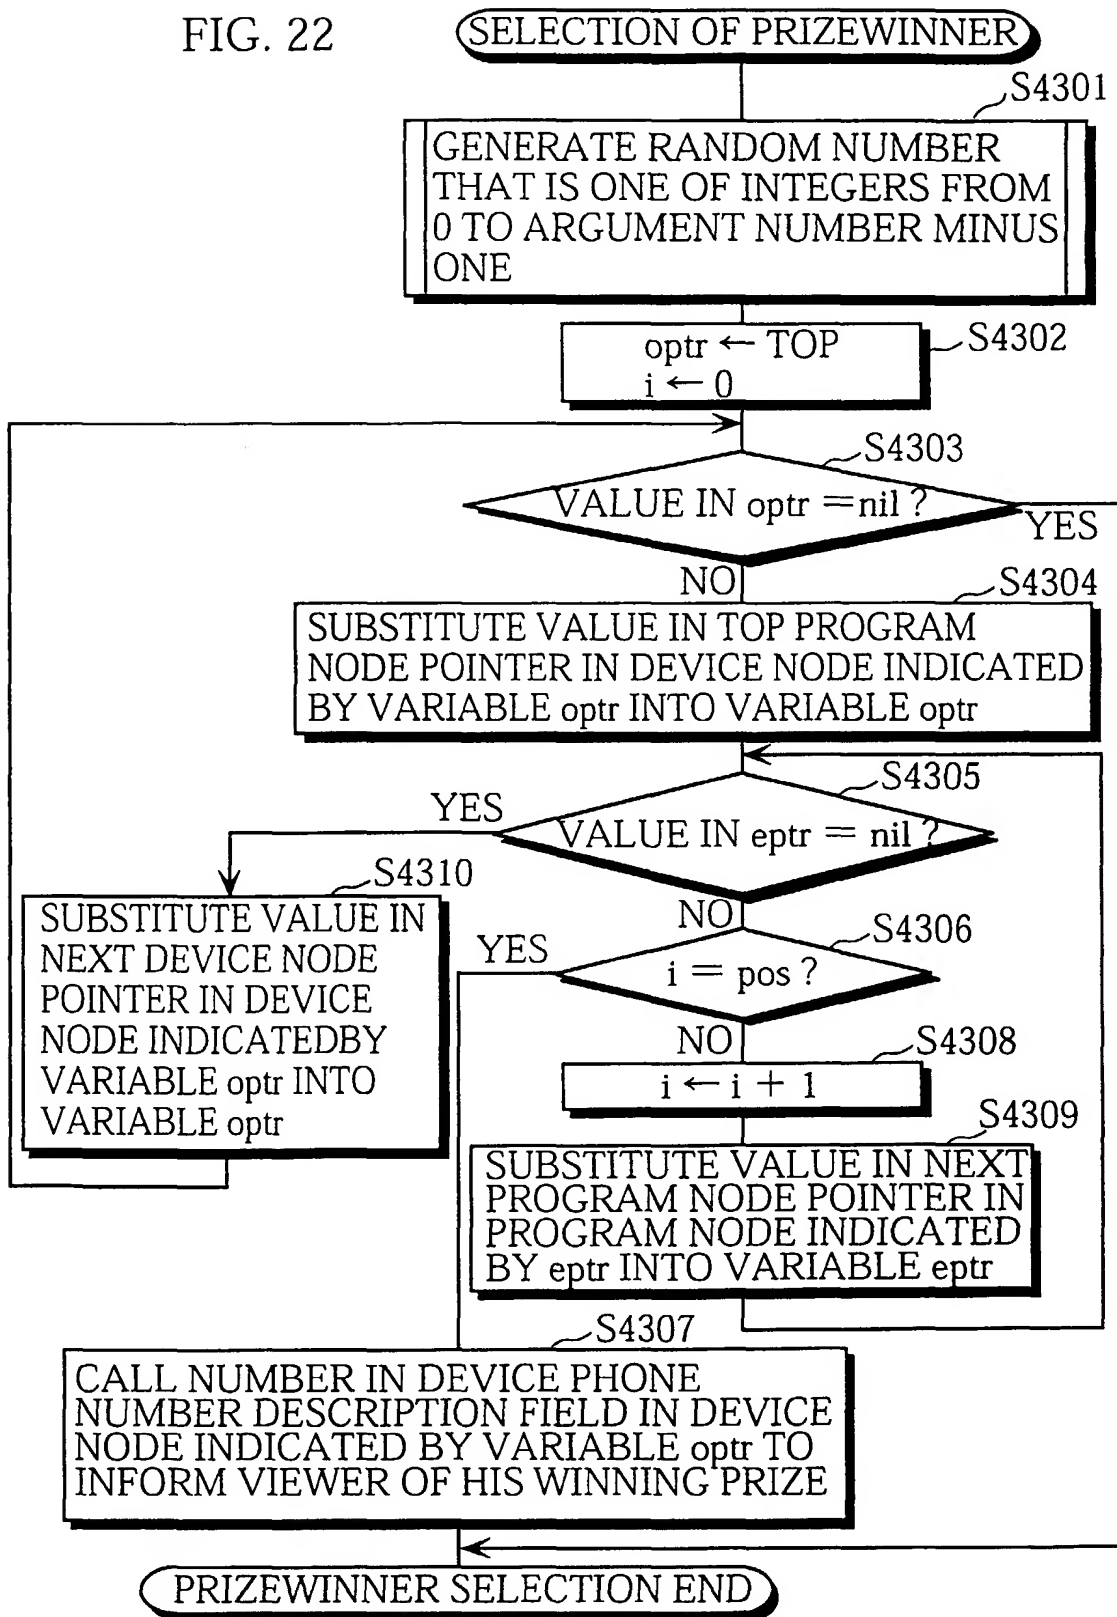 FIG. 22
SELECTION OF PRIZEWINNER
S4301
GENERATE RANDOM NUMBER
THAT IS ONE OF INTEGERS FROM
0 TO ARGUMENT NUMBER MINUS
ONE
optr ← TOP
i ← 0
S4302
S4303
VALUE IN optr = nil ?
YES
NO
S4304
SUBSTITUTE VALUE IN TOP PROGRAM
NODE POINTER IN DEVICE NODE INDICATED
BY VARIABLE optr INTO VARIABLE optr
S4305
YES
VALUE IN eptr = nil ?
S4310
SUBSTITUTE VALUE IN
NEXT DEVICE NODE
POINTER IN DEVICE
NODE INDICATEDBY
VARIABLE optr INTO
VARIABLE optr
NO
S4306
YES
i = pos ?
NO
S4308
i ← i + 1
S4309
SUBSTITUTE VALUE IN NEXT
PROGRAM NODE POINTER IN
PROGRAM NODE INDICATED
BY eptr INTO VARIABLE eptr
S4307
CALL NUMBER IN DEVICE PHONE
NUMBER DESCRIPTION FIELD IN DEVICE
NODE INDICATED BY VARIABLE optr TO
INFORM VIEWER OF HIS WINNING PRIZE
PRIZEWINNER SELECTION END